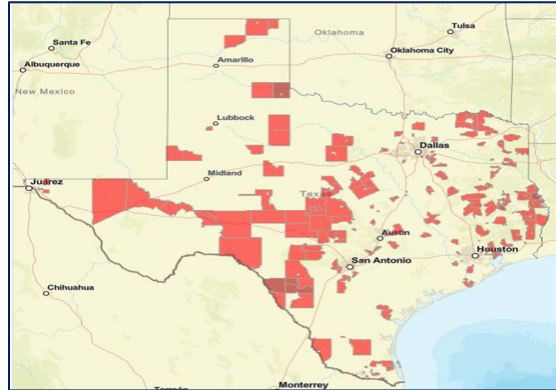 Tulsa
Santa Fe
Oklahoma
Oklahoma City
Albuquerque
Amarillo
New Mexico
Lubbock
Dallas
Juarez
Midland
Texas
Austin
Houston
San Antonio
Chihuahua
Monterrey